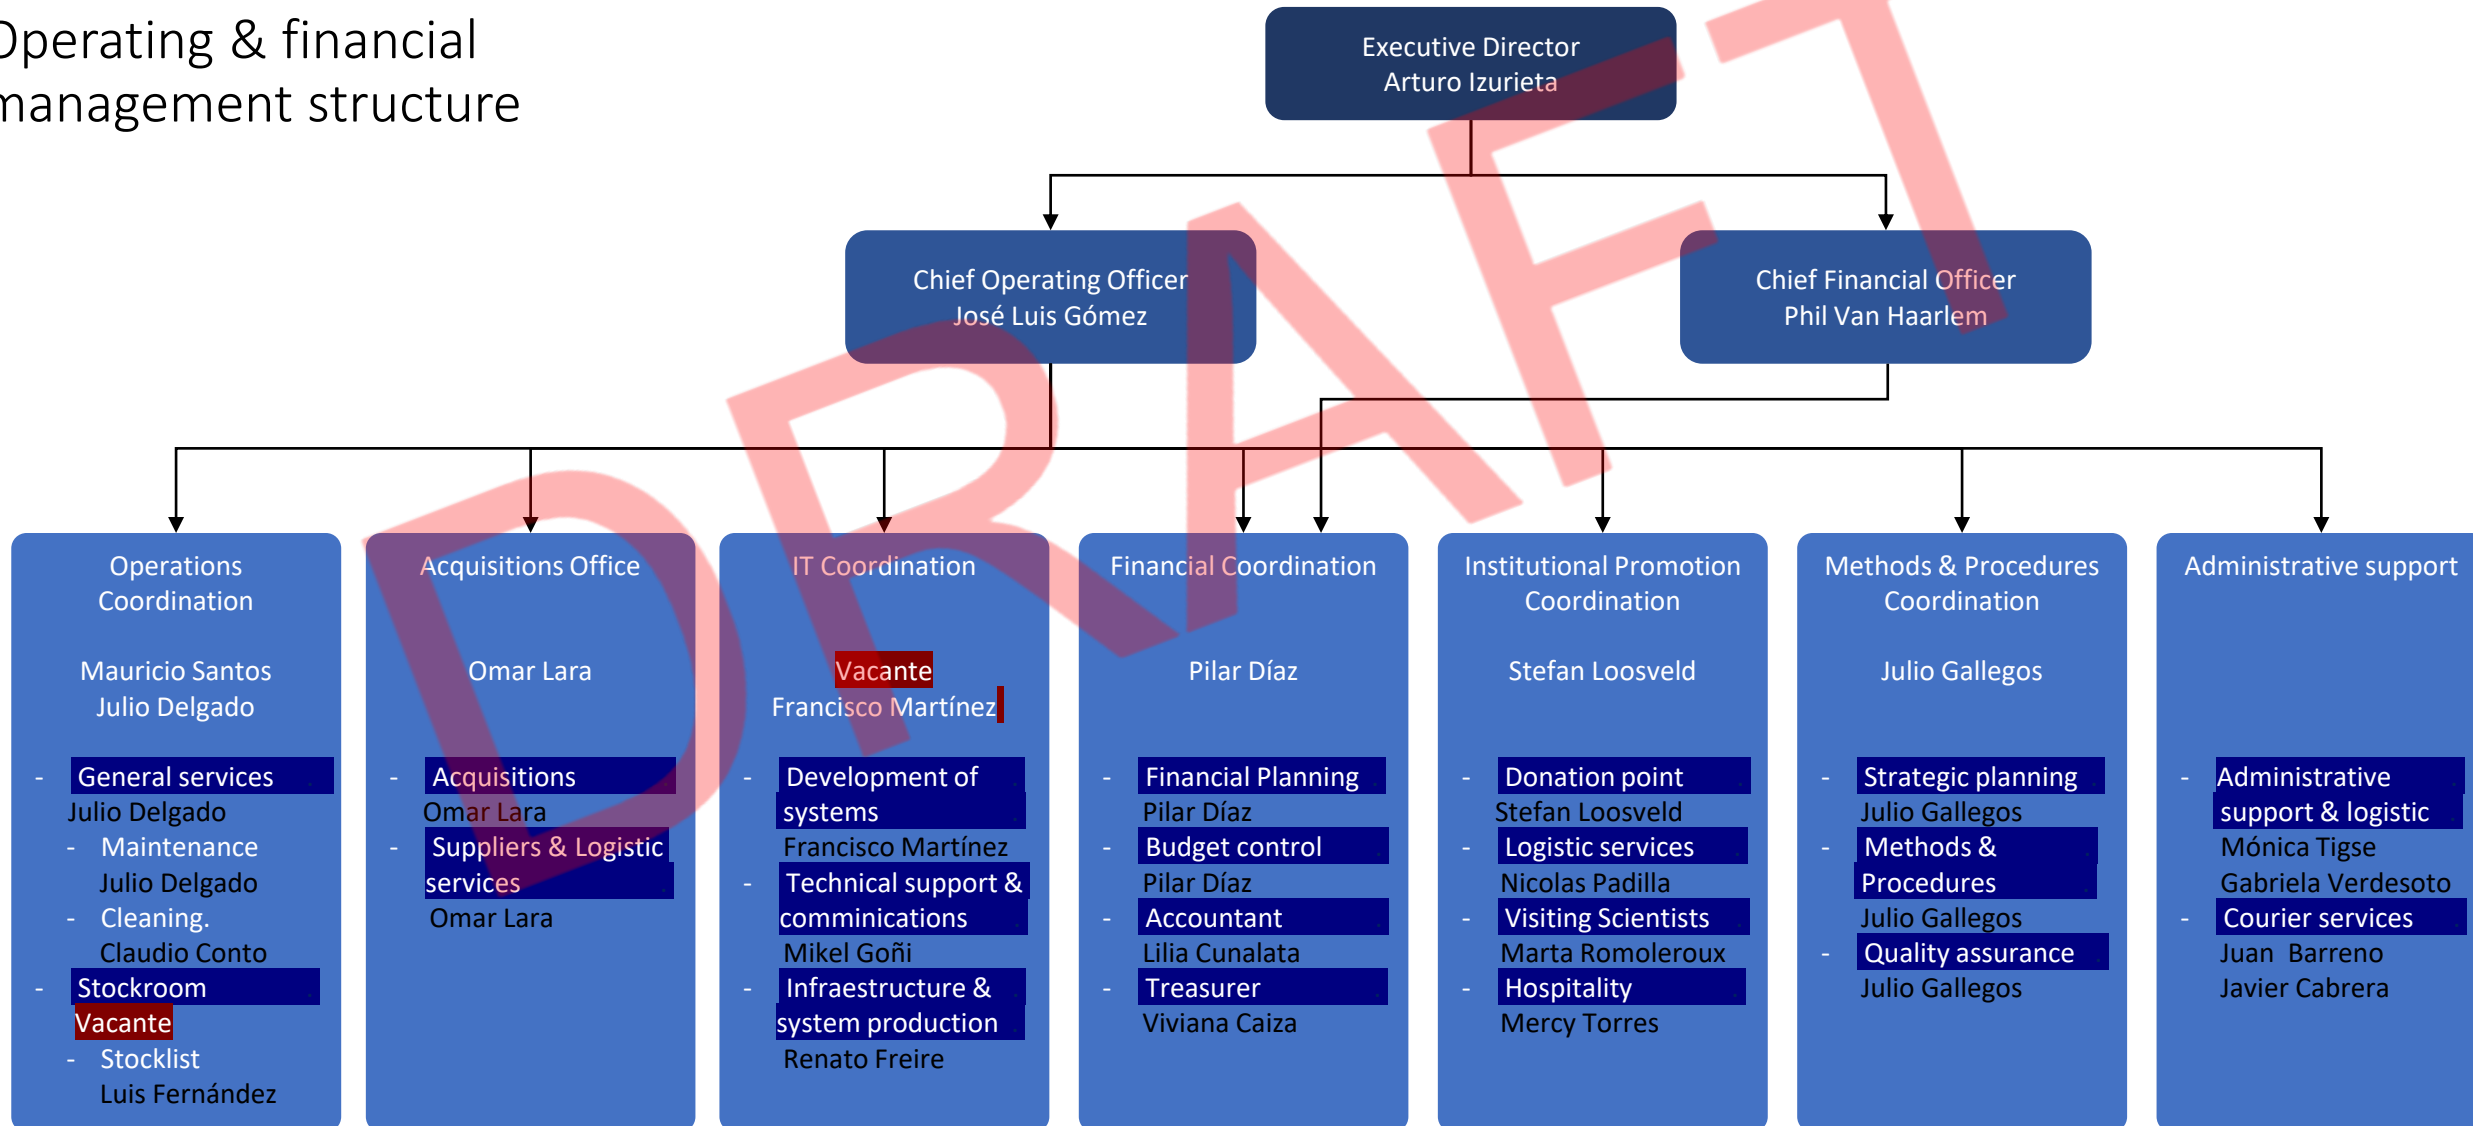 Operating & financial
management structure
Executive Director
Arturo Izurieta
Chief Operating Officer
José Luis Gómez
Chief Financial Officer
Phil Van Haarlem
Operations
Coordination
Mauricio Santos
Julio Delgado
- General services
Julio Delgado
- Maintenance
Julio Delgado
- Cleaning.
Claudio Conto
- Stockroom
Vacante
- Stocklist
Luis Fernández
Acquisitions Office
Omar Lara
- Acquisitions
Omar Lara
- Suppliers & Logistic
services
Omar Lara
IT Coordination
Vacante
Francisco Martínez
- Development of
systems
Francisco Martínez
- Technical support &
comminications
Mikel Goñi
- Infraestructure &
system production
Renato Freire
Financial Coordination
Pilar Díaz
- Financial Planning
Pilar Díaz
- Budget control
Pilar Díaz
- Accountant
Lilia Cunalata
- Treasurer
Viviana Caiza
Institutional Promotion
Coordination
Stefan Loosveld
- Donation point
Stefan Loosveld
- Logistic services
Nicolas Padilla
- Visiting Scientists
Marta Romoleroux
- Hospitality
Mercy Torres
Methods & Procedures
Coordination
Julio Gallegos
- Strategic planning
Julio Gallegos
- Methods &
Procedures
Julio Gallegos
- Quality assurance
Julio Gallegos
Administrative support
- Administrative
support & logistic
Mónica Tigse
Gabriela Verdesoto
- Courier services
Juan Barreno
Javier Cabrera
DRAFT